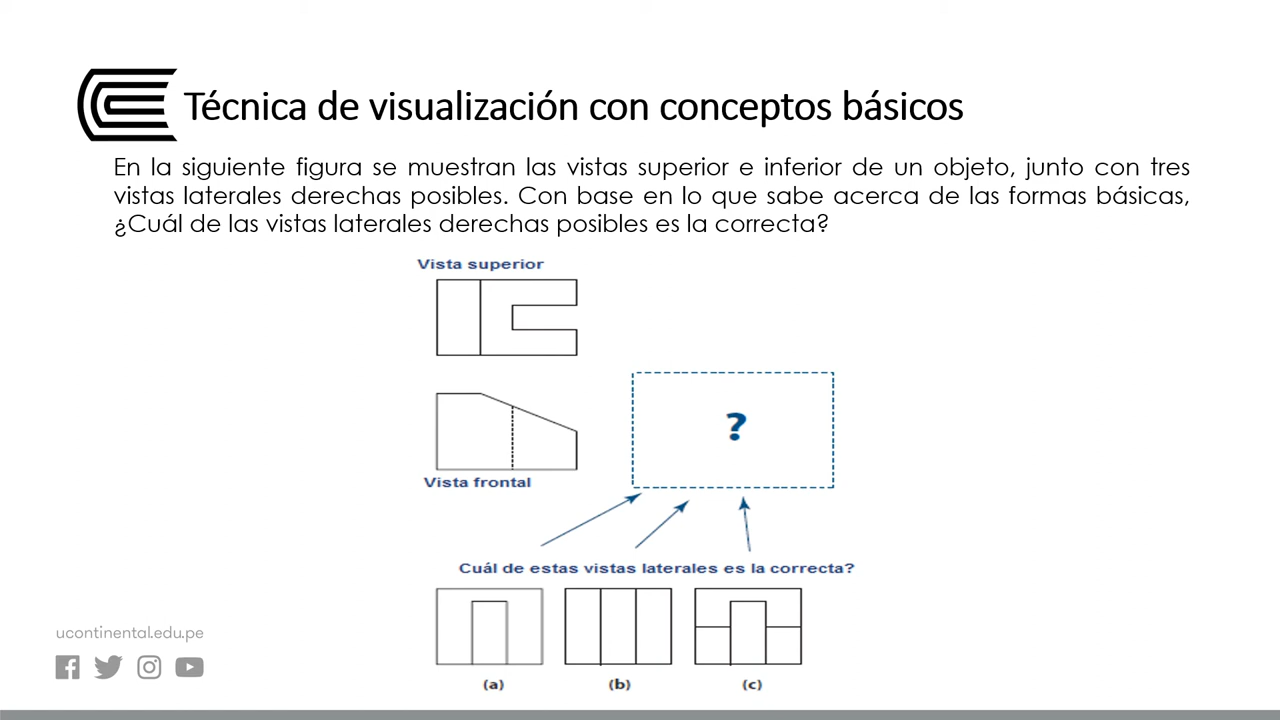 Técnica de visualización con conceptos básicos
En la siguiente figura se muestran las vistas superior e inferior de un objeto, junto con tres
vistas laterales derechas posibles. Con base en lo que sabe acerca de las formas básicas,
¿Cuál de las vistas laterales derechas posibles es la correcta?
Vista superior
?
Vista frontal
Cuál de estas vistas laterales es la correcta?
(a) (b) (c)
ucontinental.edu.pe